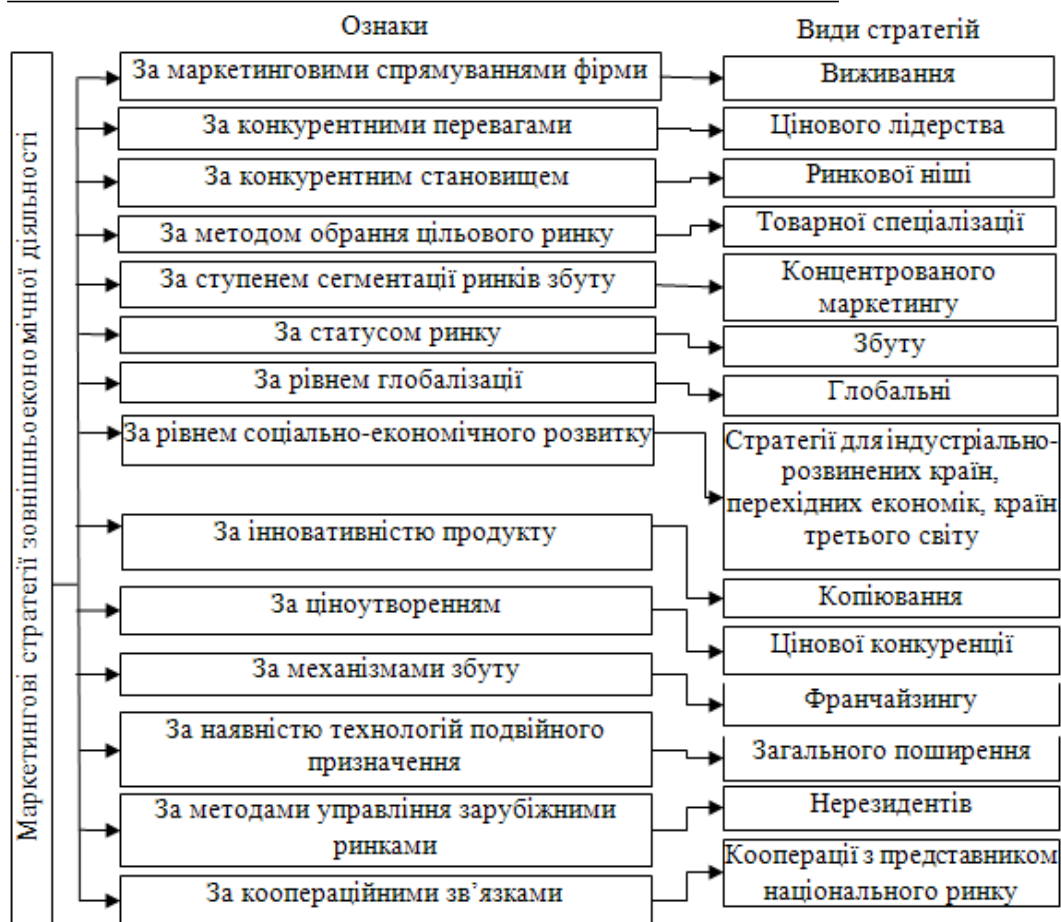 Ознаки
Види стратегій
Маркетингові стратегії зовнішньоекономічної діяльності
За маркетинговими спрямуваннями фірми
Виживання
За конкурентними перевагами
Цінового лідерства
За конкурентним становищем
Ринкової ніші
За методом обрання цільового ринку
Товарної спеціалізації
За ступенем сегментації ринків збуту
Концентрованого
маркетингу
За статусом ринку
Збуту
За рівнем глобалізації
Глобальні
За рівнем соціально-економічного розвитку
Стратегії для індустріально-
розвинених країн,
перехідних економік, країн
третього світу
За інновативністю продукту
Копіювання
За ціноутворенням
Цінової конкуренції
За механізмами збуту
Франчайзингу
За наявністю технологій подвійного
призначення
Загального поширення
За методами управління зарубіжними
ринками
Нерезидентів
За коопераційними зв’язками
Кооперації з представником
національного ринку